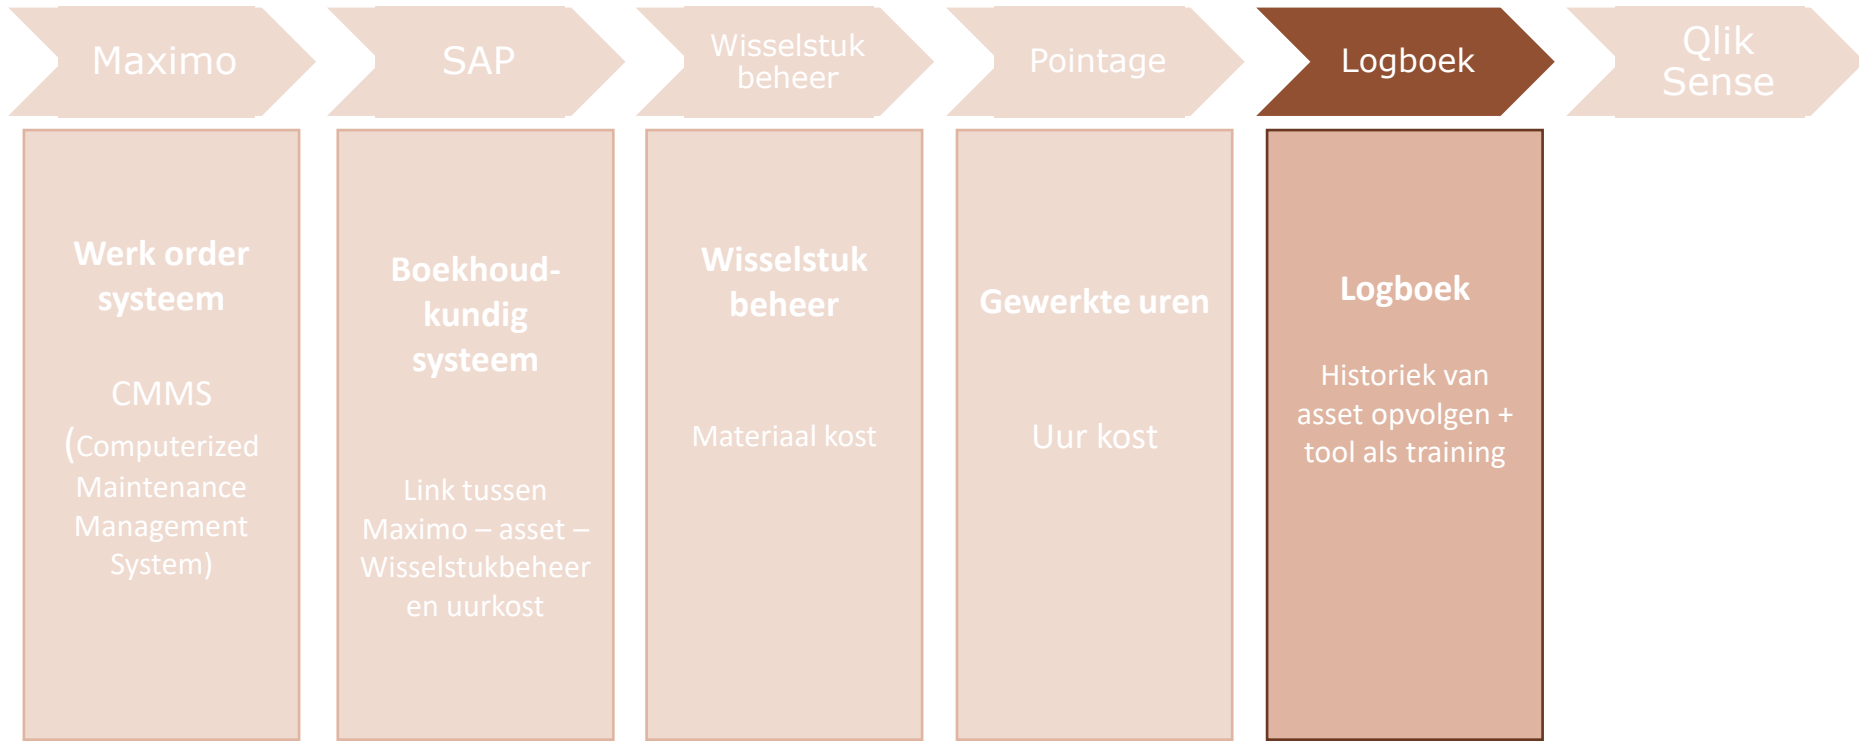 Maximo
SAP
Wisselstuk
beheer
Pointage
Logboek
Qlik
Sense
Werk order
systeem
CMMS
(Computerized
Maintenance
Management
System)
Boekhoud-
kundig
systeem
Link tussen
Maximo – asset –
Wisselstukbeheer
en uurkost
Wisselstuk
beheer
Materiaal kost
Gewerkte uren
Uur kost
Logboek
Historiek van
asset opvolgen +
tool als training